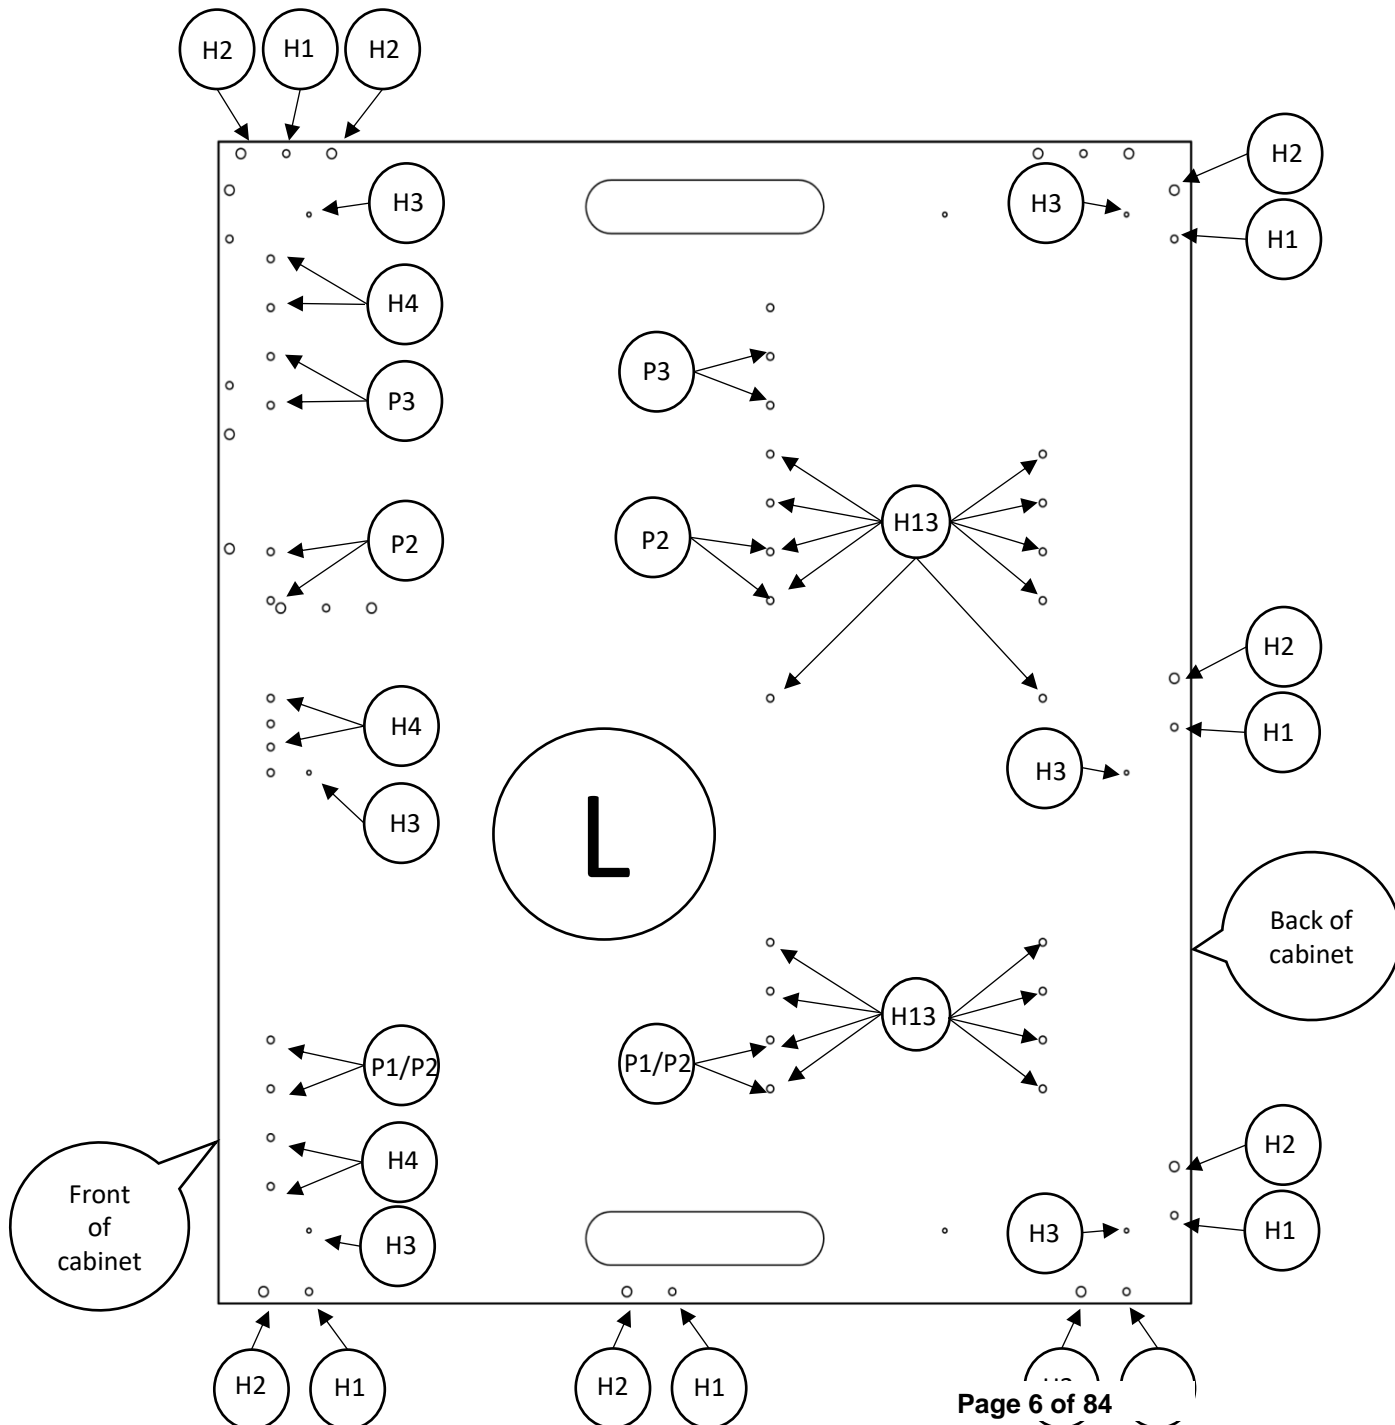 H2 H1 H2
H2
H3
H3
H1
H4
P3
P3
H13
P2
P2
H2
H4
H1
H3
H3
L
Back of
cabinet
H13
P1/P2
P1/P2
H2
H4
Front
of
cabinet
H3
H3
H1
H2 H1
H2 H1
Page 6 of 84